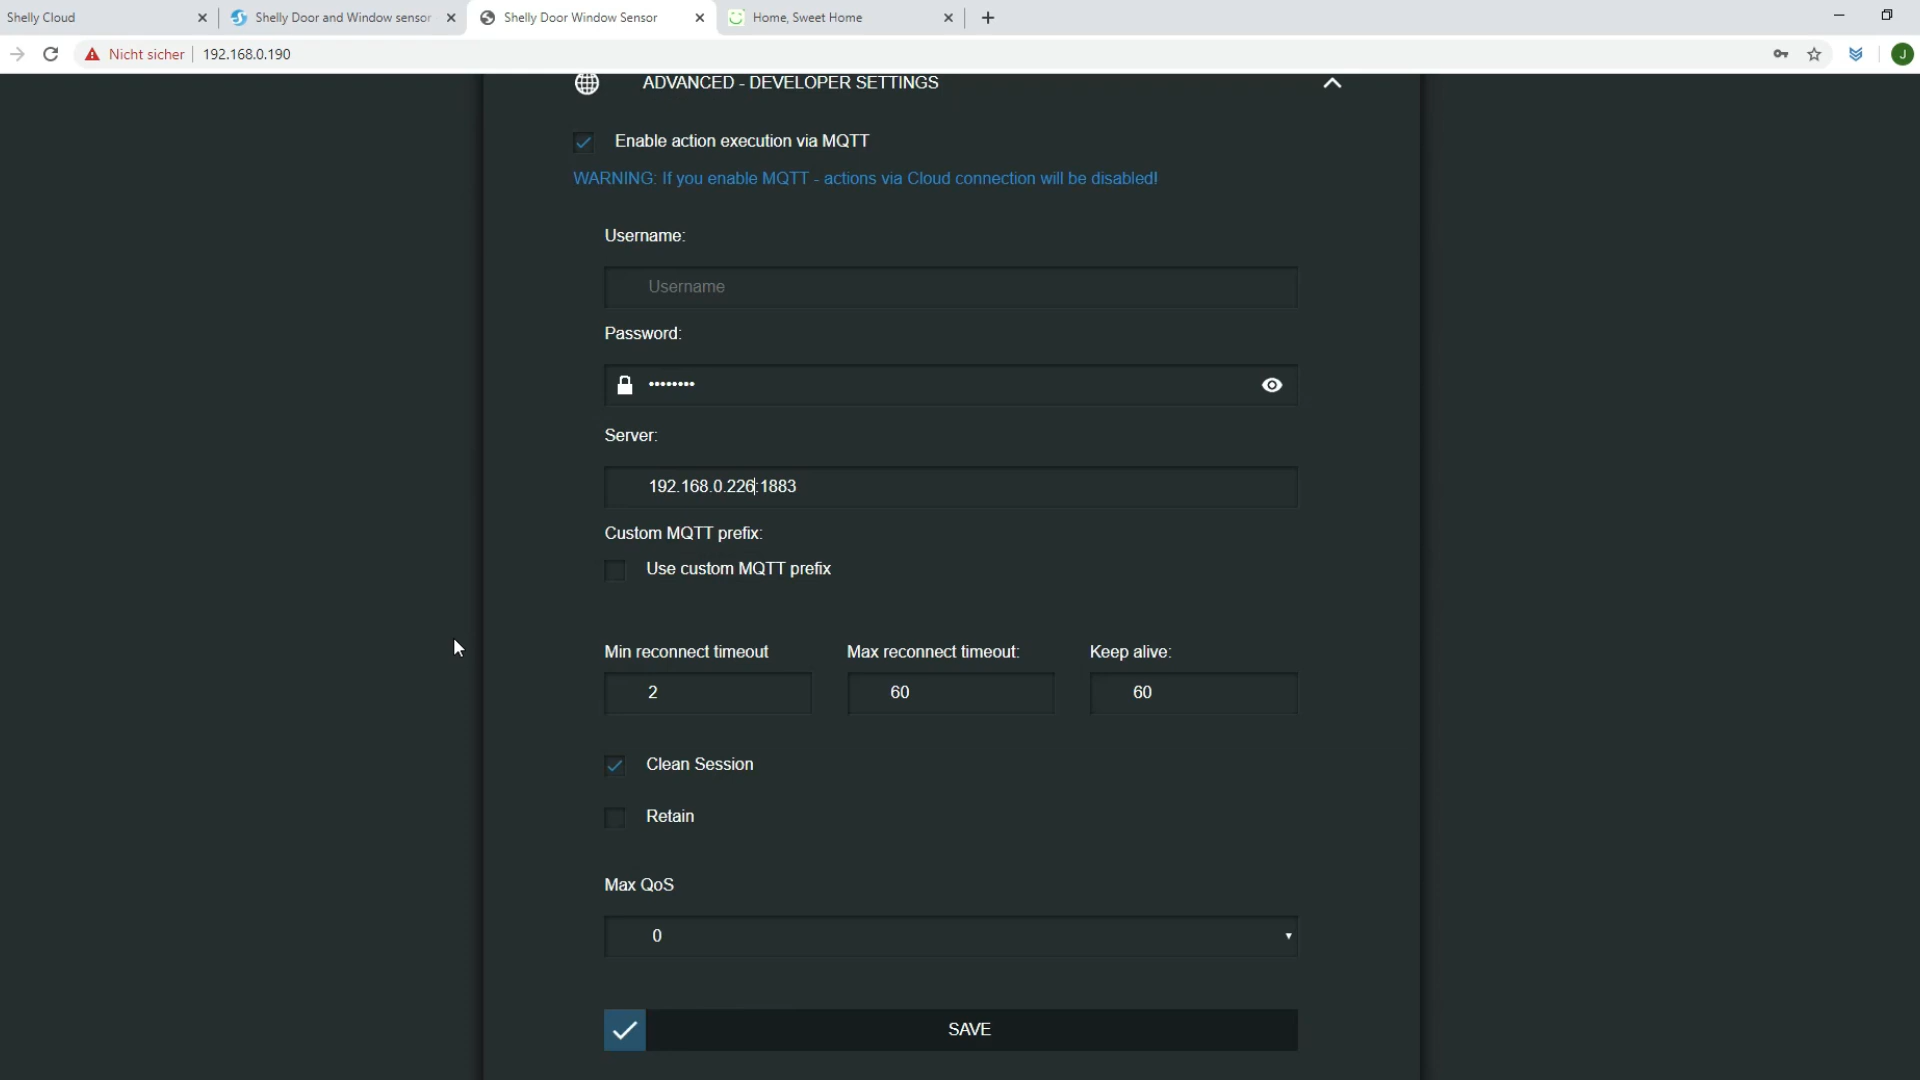 Shelly Cloud
Shelly Door and Window sensor
Shelly Door Window Sensor
Home, Sweet Home
Nicht sicher
192.168.0.190
J
ADVANCED - DEVELOPER SETTINGS
Enable action execution via MQTT
WARNING: If you enable MQTT - actions via Cloud connection will be disabled!
Username:
Username
Password:
••••••••
Server:
192.168.0.226:1883
Custom MQTT prefix:
Use custom MQTT prefix
Min reconnect timeout
Max reconnect timeout:
Keep alive:
2
60
60
Clean Session
Retain
Max QoS
0
SAVE